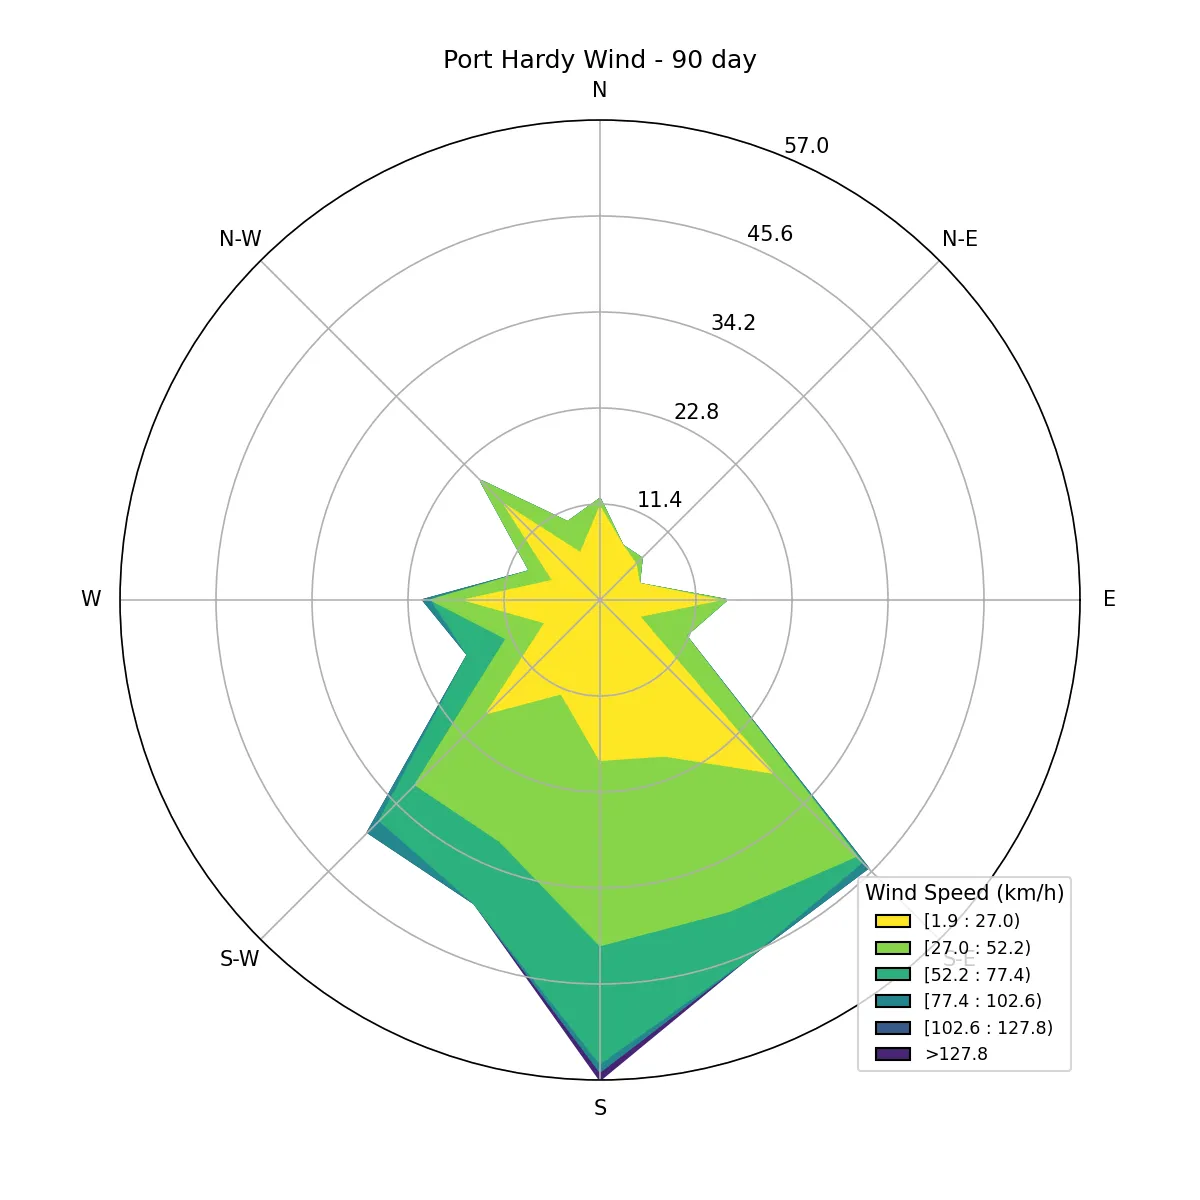 Port Hardy Wind - 90 day
N
57.0
N-W
45.6
N-E
34.2
22.8
11.4
W
E
Wind Speed (km/h)
[1.9 : 27.0)
[27.0 : 52.2)
S-W
S-E
[52.2 : 77.4)
[77.4 : 102.6)
[102.6 : 127.8)
>127.8
S